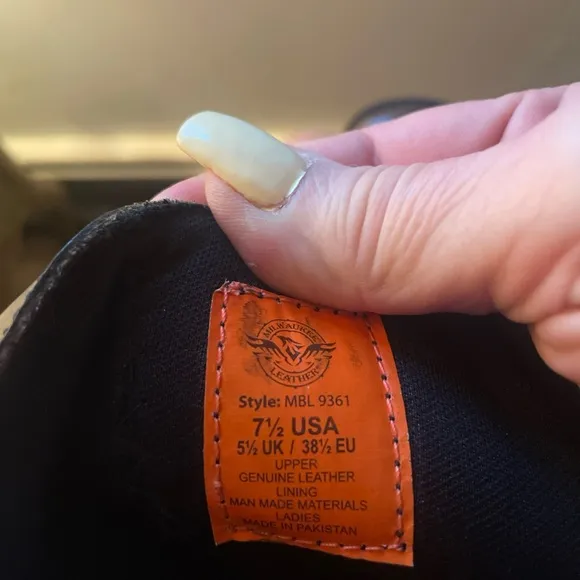 MILWAUKEE
LEATHER
Style: MBL 9361
7½ USA
5½ UK / 38½ EU
UPPER
GENUINE LEATHER
LINING
MAN MADE MATERIALS
LADIES
MADE IN PAKISTAN